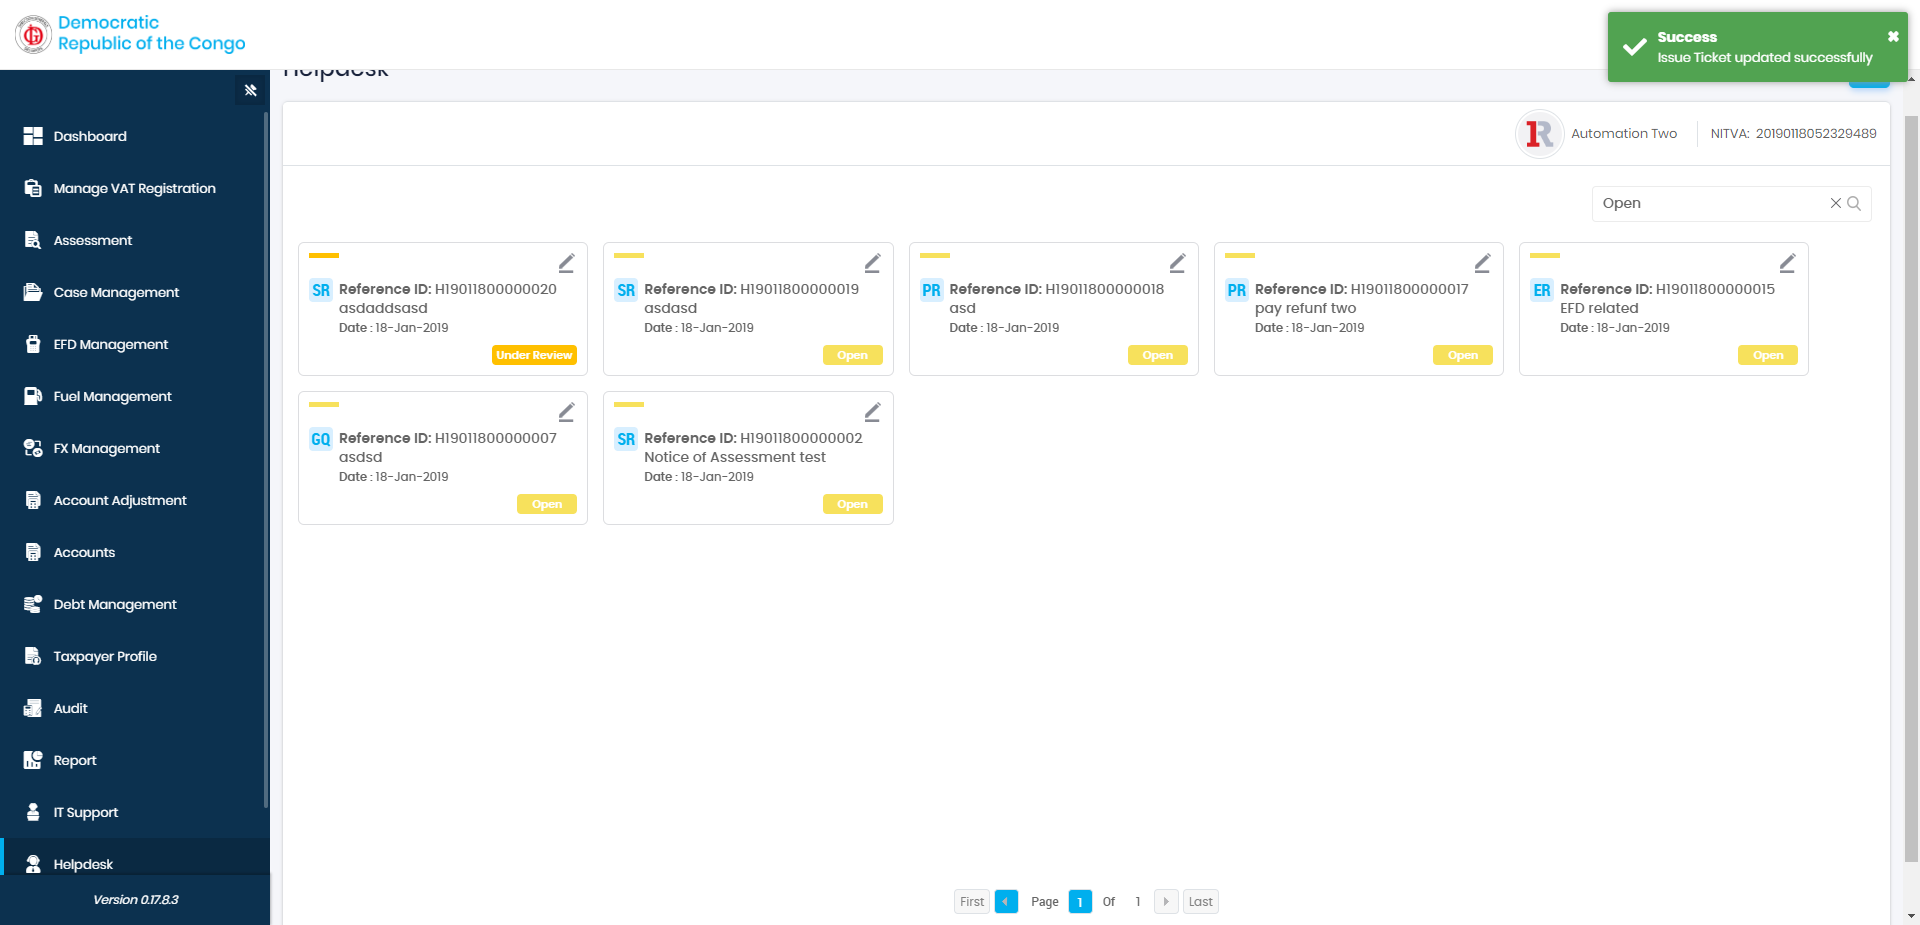 Democratic
Republic of the Congo
Success
Issue Ticket updated successfully
Helpdesk
Automation Two
NITVA: 20190118052329489
Open
Dashboard
Manage VAT Registration
Assessment
Case Management
EFD Management
Fuel Management
FX Management
Account Adjustment
Accounts
Debt Management
Taxpayer Profile
Audit
Report
IT Support
Helpdesk
Version 0.17.8.3
SR Reference ID: H19011800000020
asdaddsasd
Date : 18-Jan-2019
Under Review
SR Reference ID: H19011800000019
asdasd
Date : 18-Jan-2019
Open
PR Reference ID: H19011800000018
asd
Date : 18-Jan-2019
Open
PR Reference ID: H19011800000017
pay refunf two
Date : 18-Jan-2019
Open
ER Reference ID: H19011800000015
EFD related
Date : 18-Jan-2019
Open
GQ Reference ID: H19011800000007
asdsd
Date : 18-Jan-2019
Open
SR Reference ID: H19011800000002
Notice of Assessment test
Date : 18-Jan-2019
Open
First Page 1 Of 1 Last